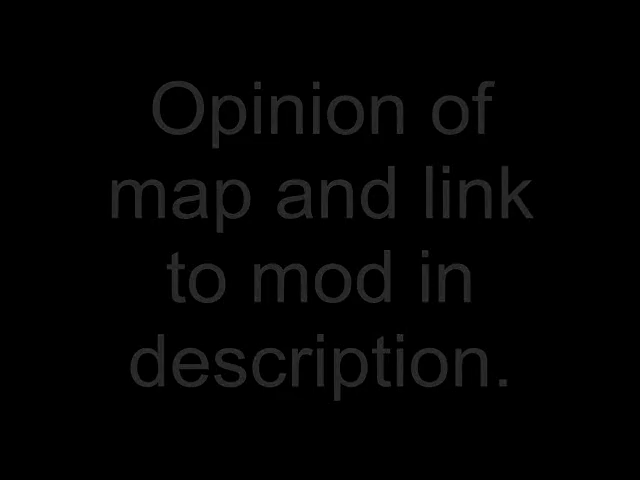 Opinion of
map and link
to mod in
description.